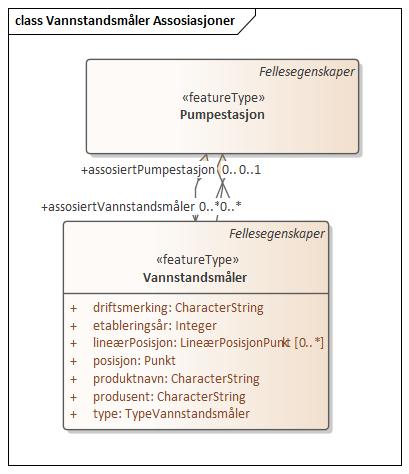 class Vannstandsmåler Assosiasjoner
Fellesegenskaper
«featureType»
Pumpestasjon
+assosiertPumpestasjon 0.. 0..1
+assosiertVannstandsmåler 0..*0..*
Fellesegenskaper
«featureType»
Vannstandsmåler
+ driftsmerking: CharacterString
+ etableringsår: Integer
+ lineærPosisjon: LineærPosisjonPunkt [0..*]
+ posisjon: Punkt
+ produktnavn: CharacterString
+ produsent: CharacterString
+ type: TypeVannstandsmåler